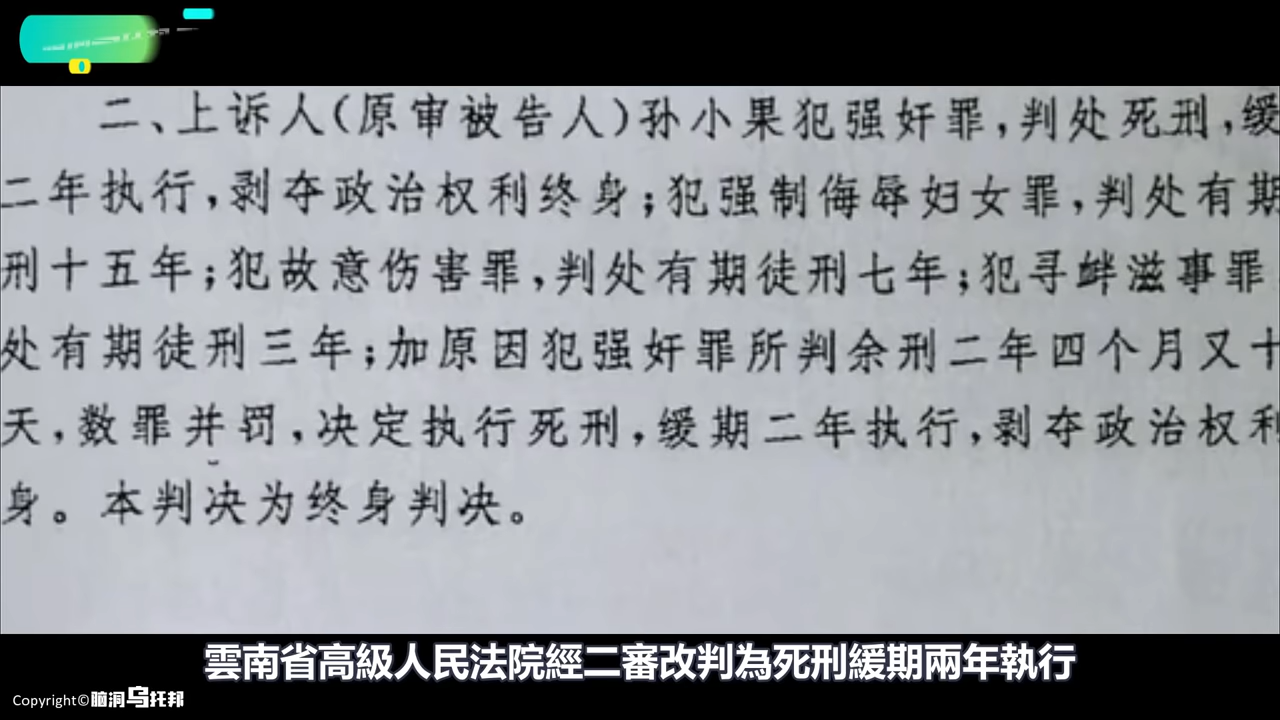 二、上诉人(原审被告人)孙小果犯强奸罪,判处死刑,缓
二年执行,剥夺政治权利终身;犯强制侮辱妇女罪,判处有期
刑十五年;犯故意伤害罪,判处有期徒刑七年;犯寻衅滋事罪
处有期徒刑三年;加原因犯强奸罪所判余刑二年四个月又十
天,数罪并罚,决定执行死刑,缓期二年执行,剥夺政治权利
身。本判决为终身判决。
雲南省高級人民法院經二審改判為死刑緩期兩年執行
Copyright©脑洞乌托邦